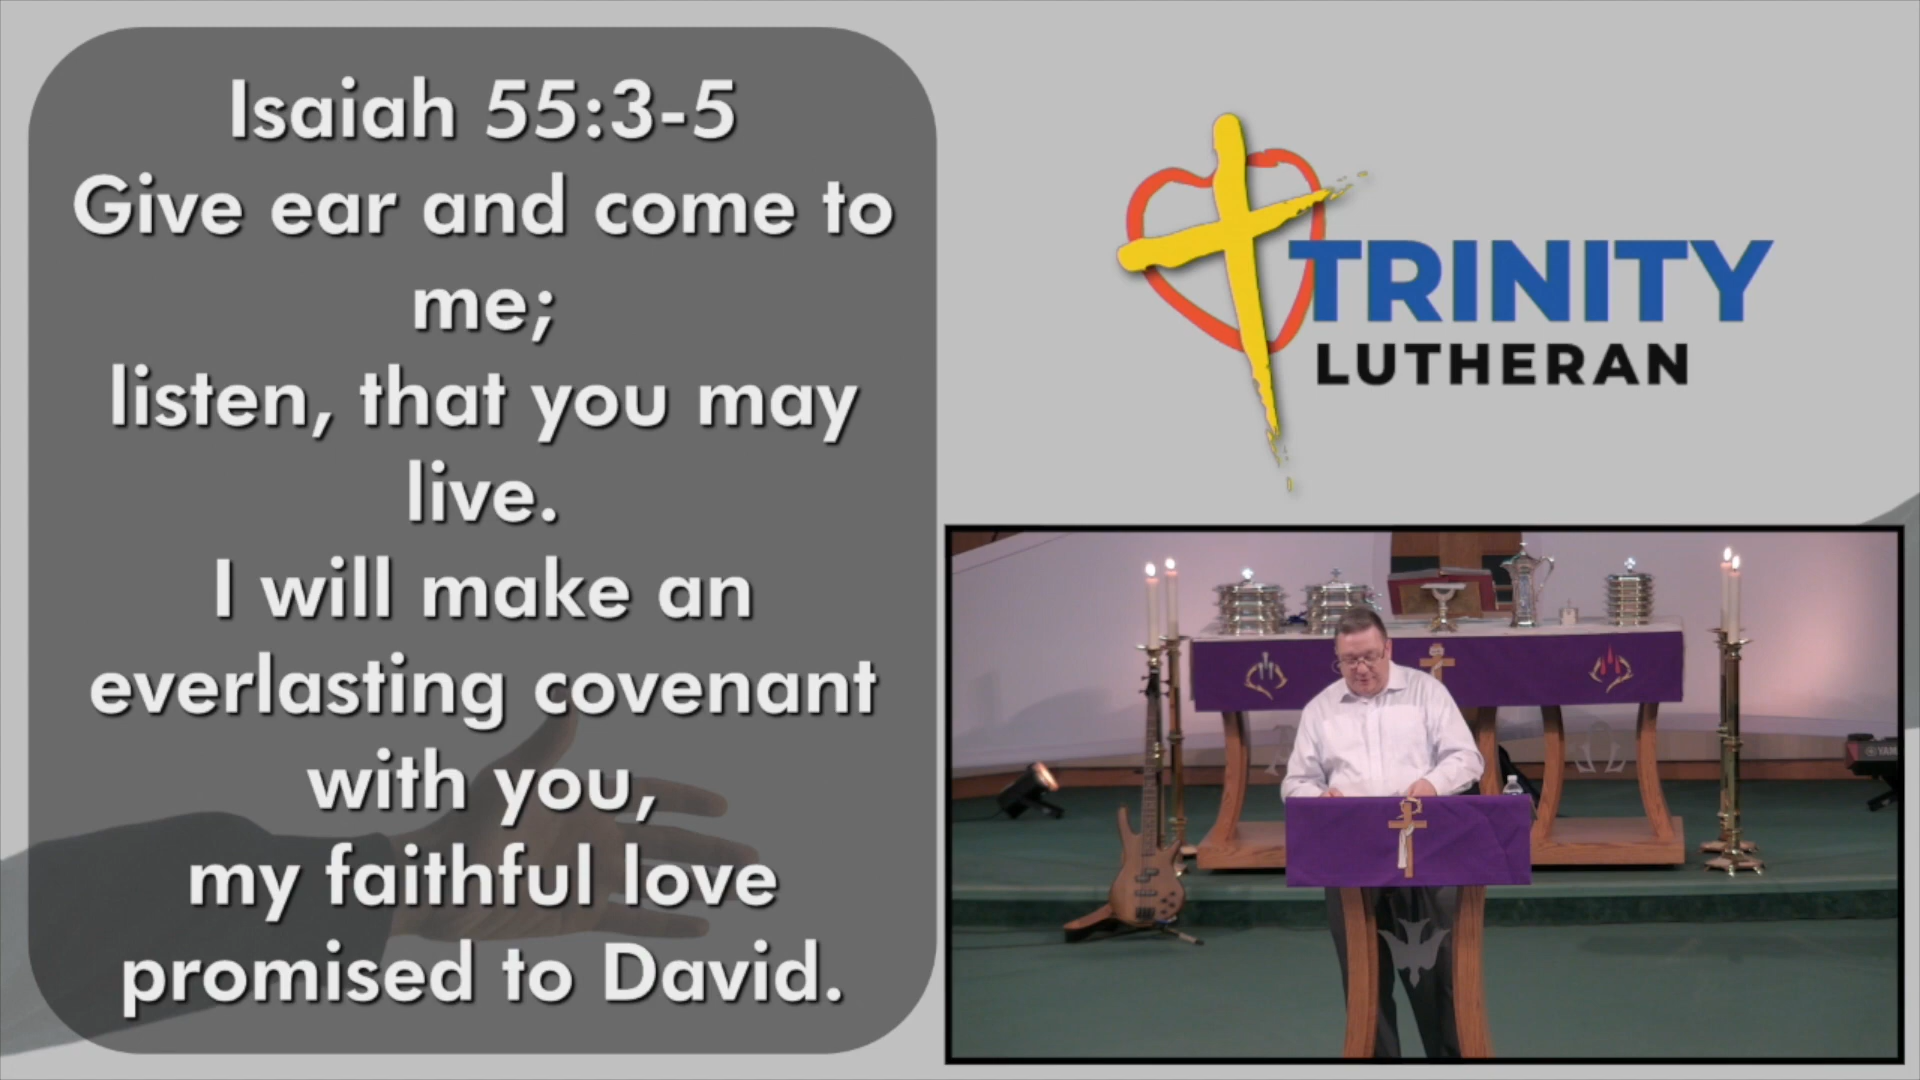 Isaiah 55:3-5
Give ear and come to
me;
listen, that you may
live.
I will make an
everlasting covenant
with you,
my faithful love
promised to David.
TRINITY
LUTHERAN